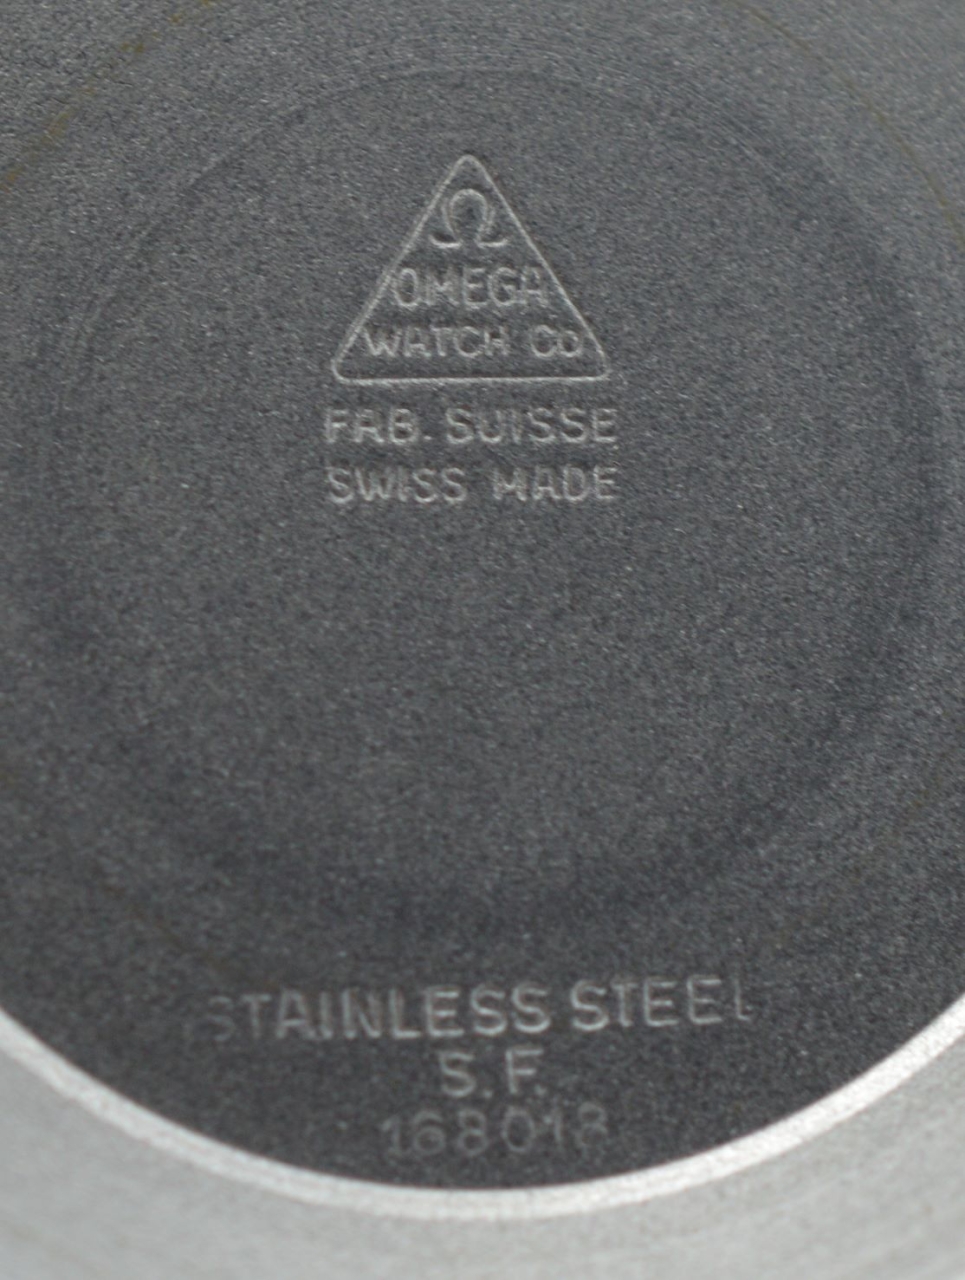 Ω
OMEGA
WATCH Co
FAB. SUISSE
SWISS MADE
STAINLESS STEEL
S.F.
168018